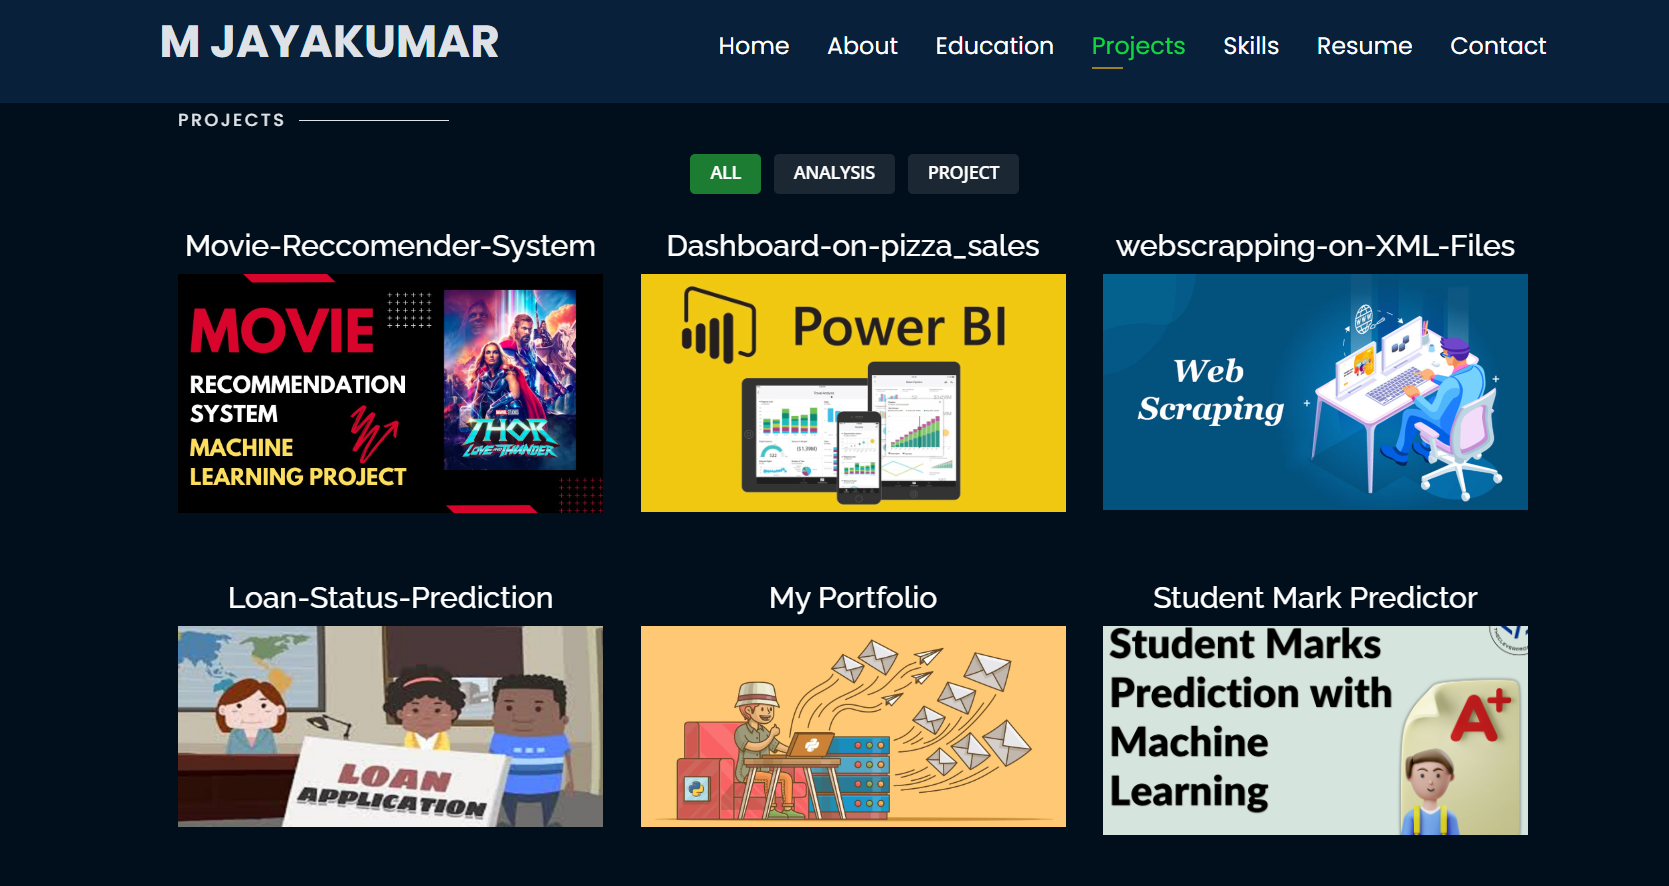 M JAYAKUMAR
Home About Education Projects Skills Resume Contact
PROJECTS
ALL ANALYSIS PROJECT
Movie-Reccomender-System
MOVIE
RECOMMENDATION
SYSTEM
MACHINE
LEARNING PROJECT
THOR
LOVE AND THUNDER
Dashboard-on-pizza_sales
Power BI
webscrapping-on-XML-Files
Web
Scraping
Loan-Status-Prediction
LOAN
APPLICATION
My Portfolio
Student Mark Predictor
Student Marks
Prediction with
Machine
Learning
A+